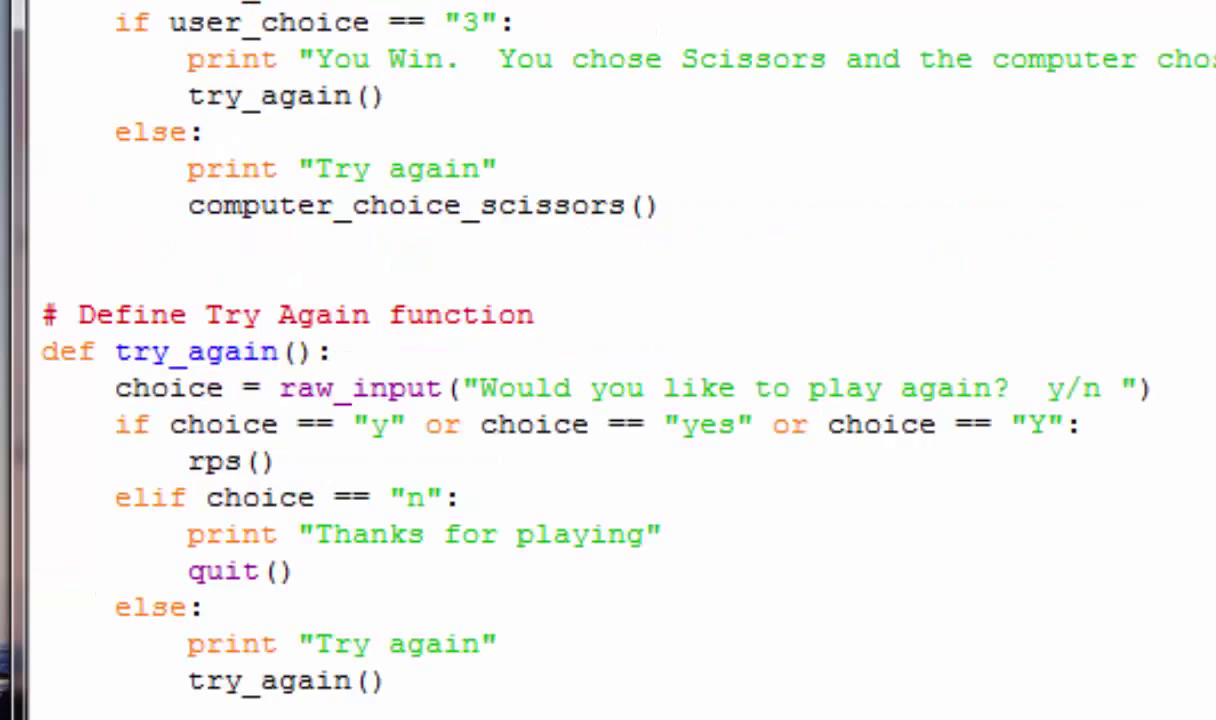 if user_choice == "3":
print "You Win.  You chose Scissors and the computer
try_again()
else:
print "Try again"
computer_choice_scissors()
# Define Try Again function
def try_again():
choice = raw_input("Would you like to play again?  y/n ")
if choice == "y" or choice == "yes" or choice == "Y":
rps()
elif choice == "n":
print "Thanks for playing"
quit()
else:
print "Try again"
try_again()